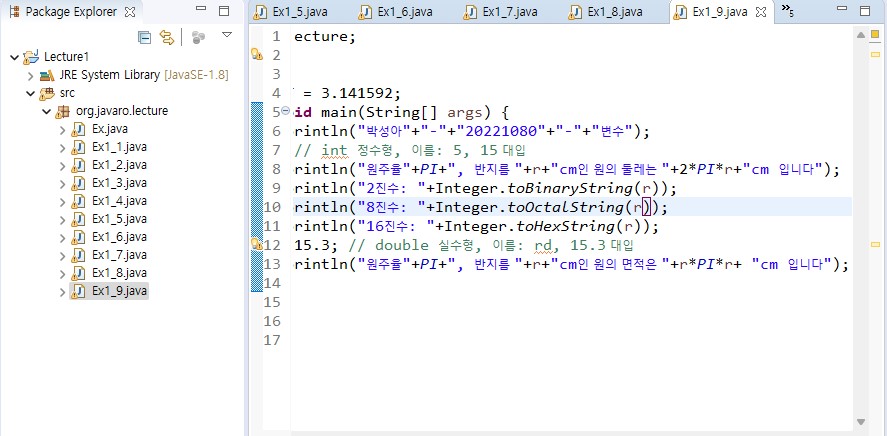 Package Explorer
Lecture1
JRE System Library [JavaSE-1.8]
src
org.javaro.lecture
Ex.java
Ex1_1.java
Ex1_2.java
Ex1_3.java
Ex1_4.java
Ex1_5.java
Ex1_6.java
Ex1_7.java
Ex1_8.java
Ex1_9.java
Ex1_5.java Ex1_6.java Ex1_7.java Ex1_8.java Ex1_9.java »5
1 ecture;
2
4 = 3.141592;
5 id main(String[] args) {
6 rintln("박성아"+"-"+"20221080"+"-"+"변수");
7 // int 정수형, 이름: 5, 15 대입
8 rintln("원주율"+PI+", 반지름 "+r+"cm인 원의 둘레는 "+2*PI*r+"cm 입니다");
9 rintln("2진수: "+Integer.toBinaryString(r));
10 rintln("8진수: "+Integer.toOctalString(r));
11 rintln("16진수: "+Integer.toHexString(r));
12 15.3; // double 실수형, 이름: rd, 15.3 대입
13 rintln("원주율"+PI+", 반지름 "+r+"cm인 원의 면적은 "+r*PI*r+ "cm 입니다");
14
15
16
17